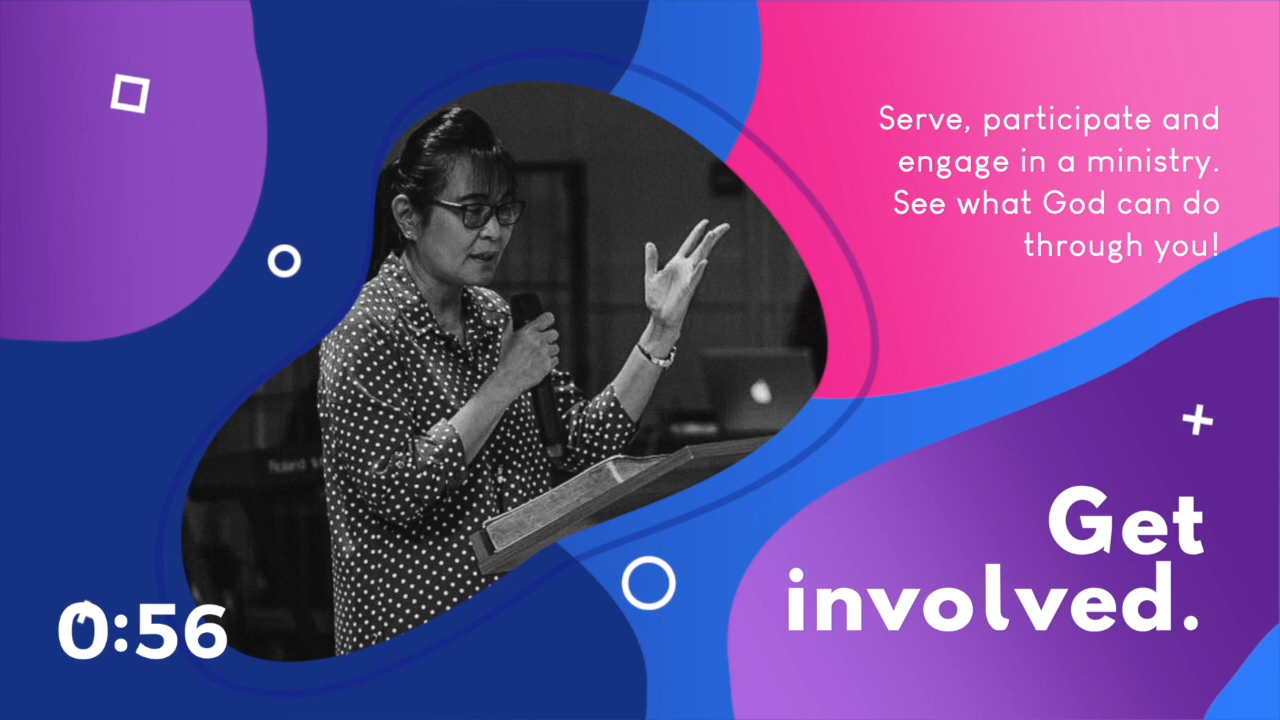 Serve, participate and
engage in a ministry.
See what God can do
through you!
Get
involved.
0:56